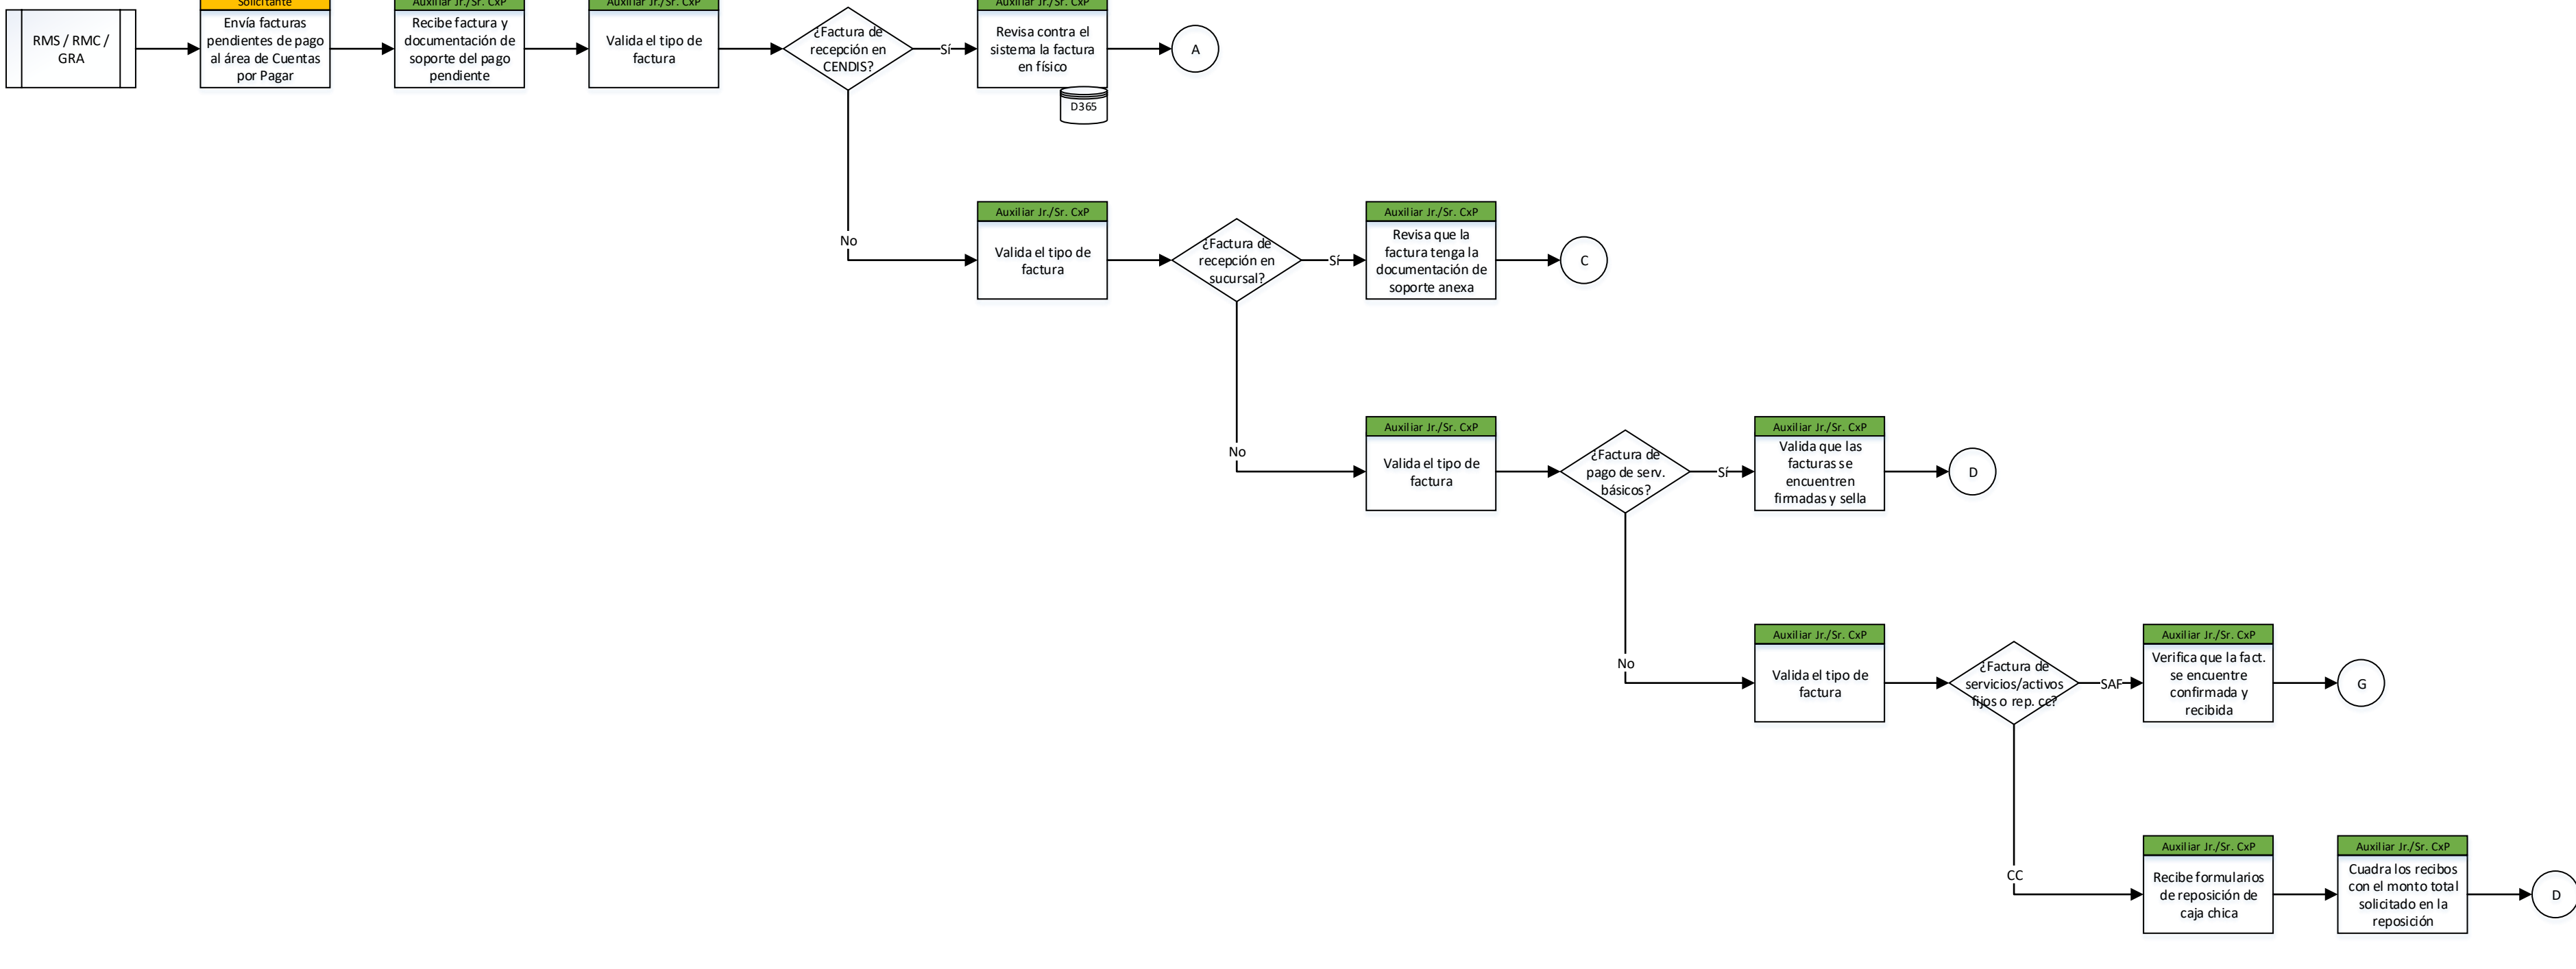 RMS / RMC /
GRA
Solicitante
Envía facturas
pendientes de pago
al área de Cuentas
por Pagar
Auxiliar Jr./Sr. CxP
Recibe factura y
documentación de
soporte del pago
pendiente
Auxiliar Jr./Sr. CxP
Valida el tipo de
factura
¿Factura de
recepción en
CENDIS?
Sí
Auxiliar Jr./Sr. CxP
Revisa contra el
sistema la factura
en físico
D365
A
No
Auxiliar Jr./Sr. CxP
Valida el tipo de
factura
¿Factura de
recepción en
sucursal?
Sí
Auxiliar Jr./Sr. CxP
Revisa que la
factura tenga la
documentación de
soporte anexa
C
No
Auxiliar Jr./Sr. CxP
Valida el tipo de
factura
¿Factura de
pago de serv.
básicos?
Sí
Auxiliar Jr./Sr. CxP
Valida que las
facturas se
encuentren
firmadas y sella
D
No
Auxiliar Jr./Sr. CxP
Valida el tipo de
factura
¿Factura de
servicios/activos
fijos o rep. cc?
SAF
Auxiliar Jr./Sr. CxP
Verifica que la fact.
se encuentre
confirmada y
recibida
G
CC
Auxiliar Jr./Sr. CxP
Recibe formularios
de reposición de
caja chica
Auxiliar Jr./Sr. CxP
Cuadra los recibos
con el monto total
solicitado en la
reposición
D